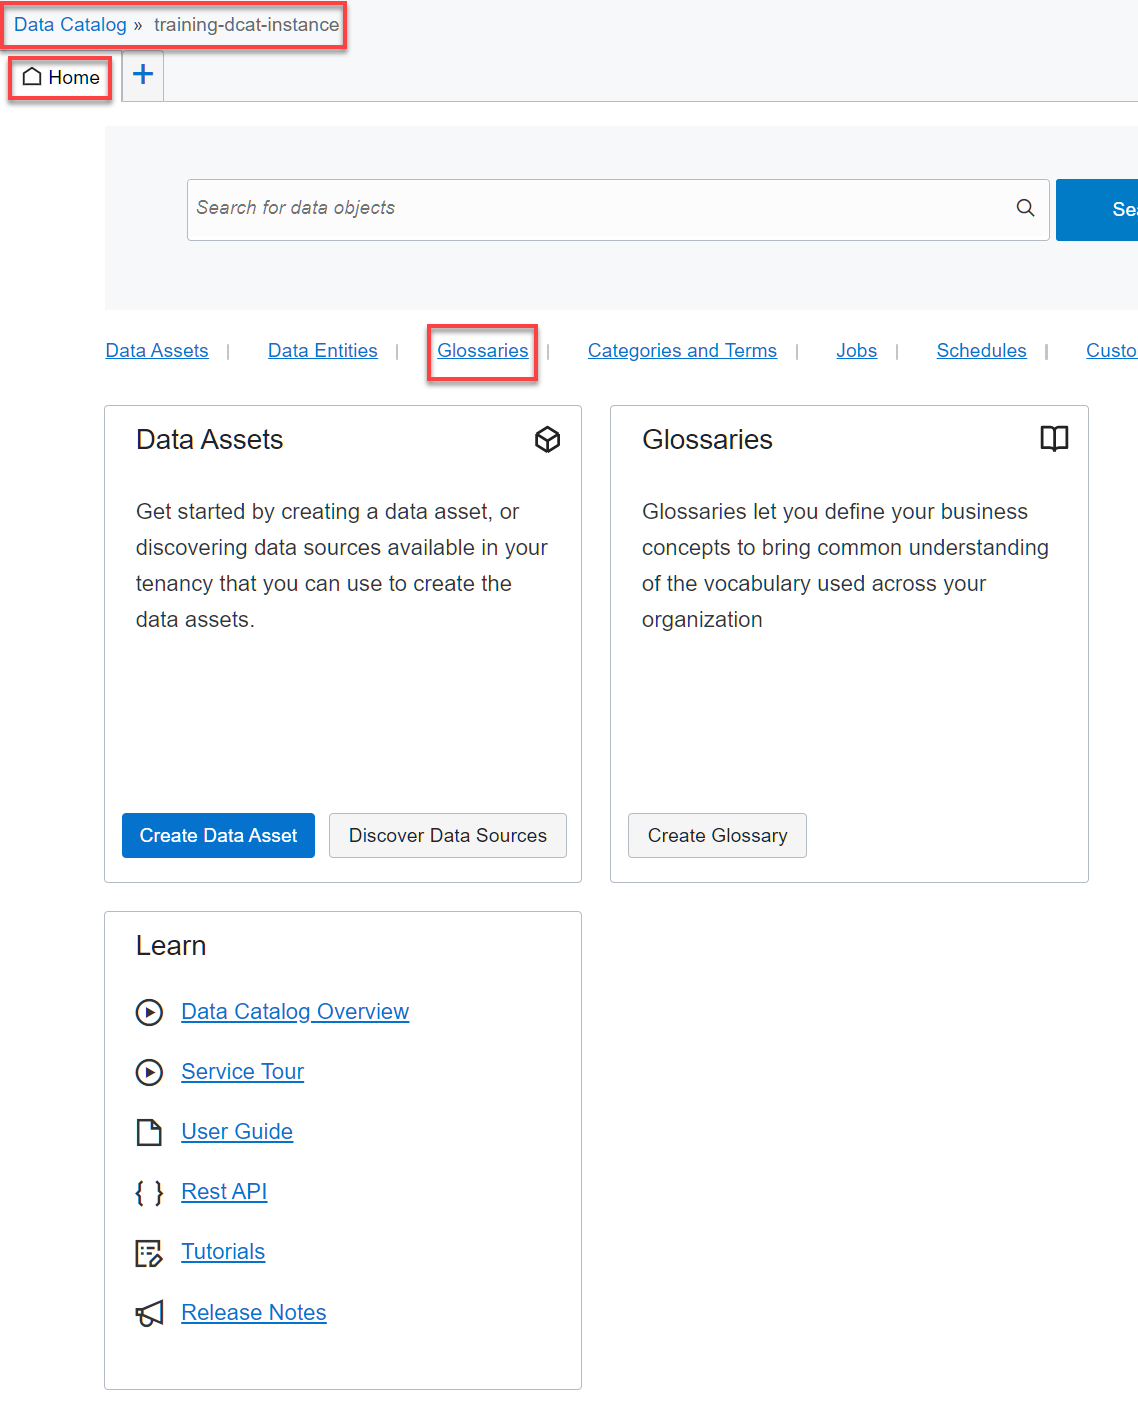 Data Catalog » training-dcat-instance
Home +
Search for data objects
Data Assets | Data Entities | Glossaries | Categories and Terms | Jobs | Schedules |
Data Assets
Get started by creating a data asset, or
discovering data sources available in your
tenancy that you can use to create the
data assets.
Create Data Asset Discover Data Sources
Glossaries
Glossaries let you define your business
concepts to bring common understanding
of the vocabulary used across your
organization
Create Glossary
Learn
Data Catalog Overview
Service Tour
User Guide
Rest API
Tutorials
Release Notes